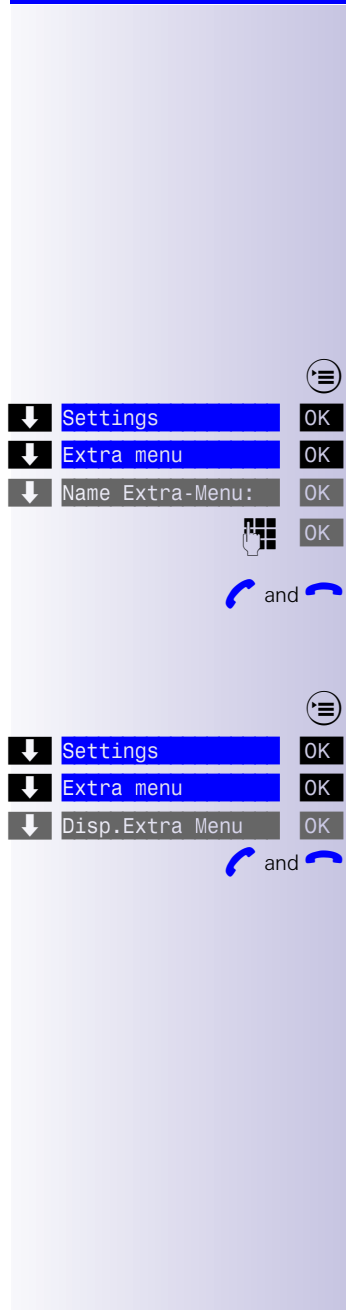 Settings OK
Extra menu OK
Name Extra-Menu: OK
OK
and
Settings OK
Extra menu OK
Disp.Extra Menu OK
and